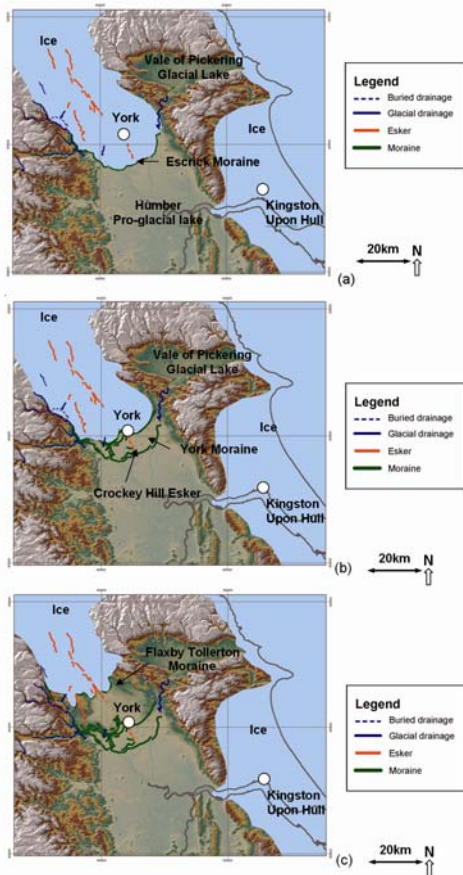 Ice
Vale of Pickering
Glacial Lake
York
Ice
Escrick Moraine
Humber
Pro-glacial lake
Kingston
Upon Hull
Legend
Buried drainage
Glacial drainage
Esker
Moraine
20km
N
(a)
Ice
Vale of Pickering
Glacial Lake
York
Ice
York Moraine
Crockey Hill Esker
Kingston
Upon Hull
Legend
Buried drainage
Glacial drainage
Esker
Moraine
20km
N
(b)
Ice
Flaxby Tollerton
Moraine
York
Ice
Kingston
Upon Hull
Legend
Buried drainage
Glacial drainage
Esker
Moraine
20km
N
(c)